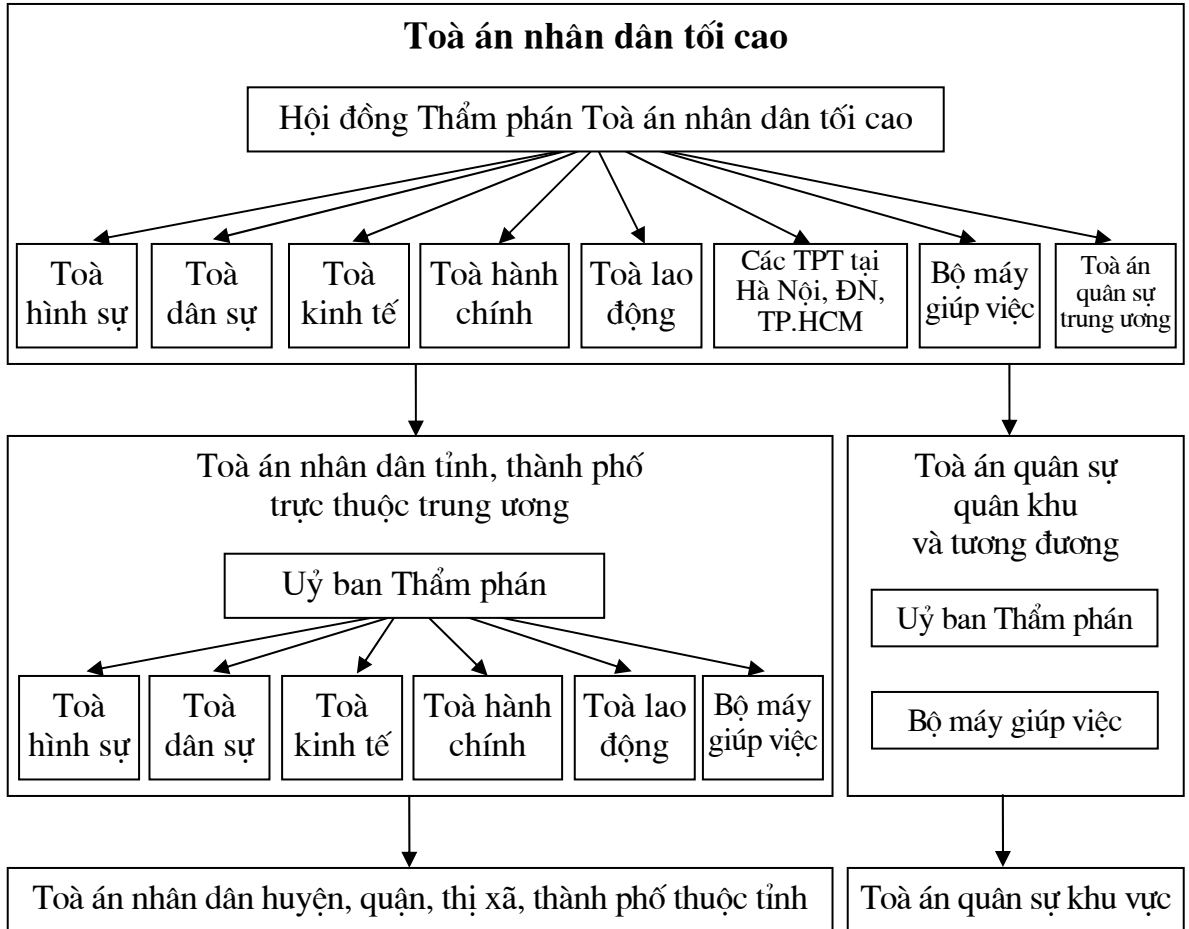 Toà án nhân dân tối cao
Hội đồng Thẩm phán Toà án nhân dân tối cao
Toà
hình sự
Toà
dân sự
Toà
kinh tế
Toà hành
chính
Toà lao
động
Các TPT tại
Hà Nội, ĐN,
TP.HCM
Bộ máy
giúp việc
Toà án
quân sự
trung ương
Toà án nhân dân tỉnh, thành phố
trực thuộc trung ương
Uỷ ban Thẩm phán
Toà
hình sự
Toà
dân sự
Toà
kinh tế
Toà hành
chính
Toà lao
động
Bộ máy
giúp việc
Toà án quân sự
quân khu
và tương đương
Uỷ ban Thẩm phán
Bộ máy giúp việc
Toà án nhân dân huyện, quận, thị xã, thành phố thuộc tỉnh
Toà án quân sự khu vực